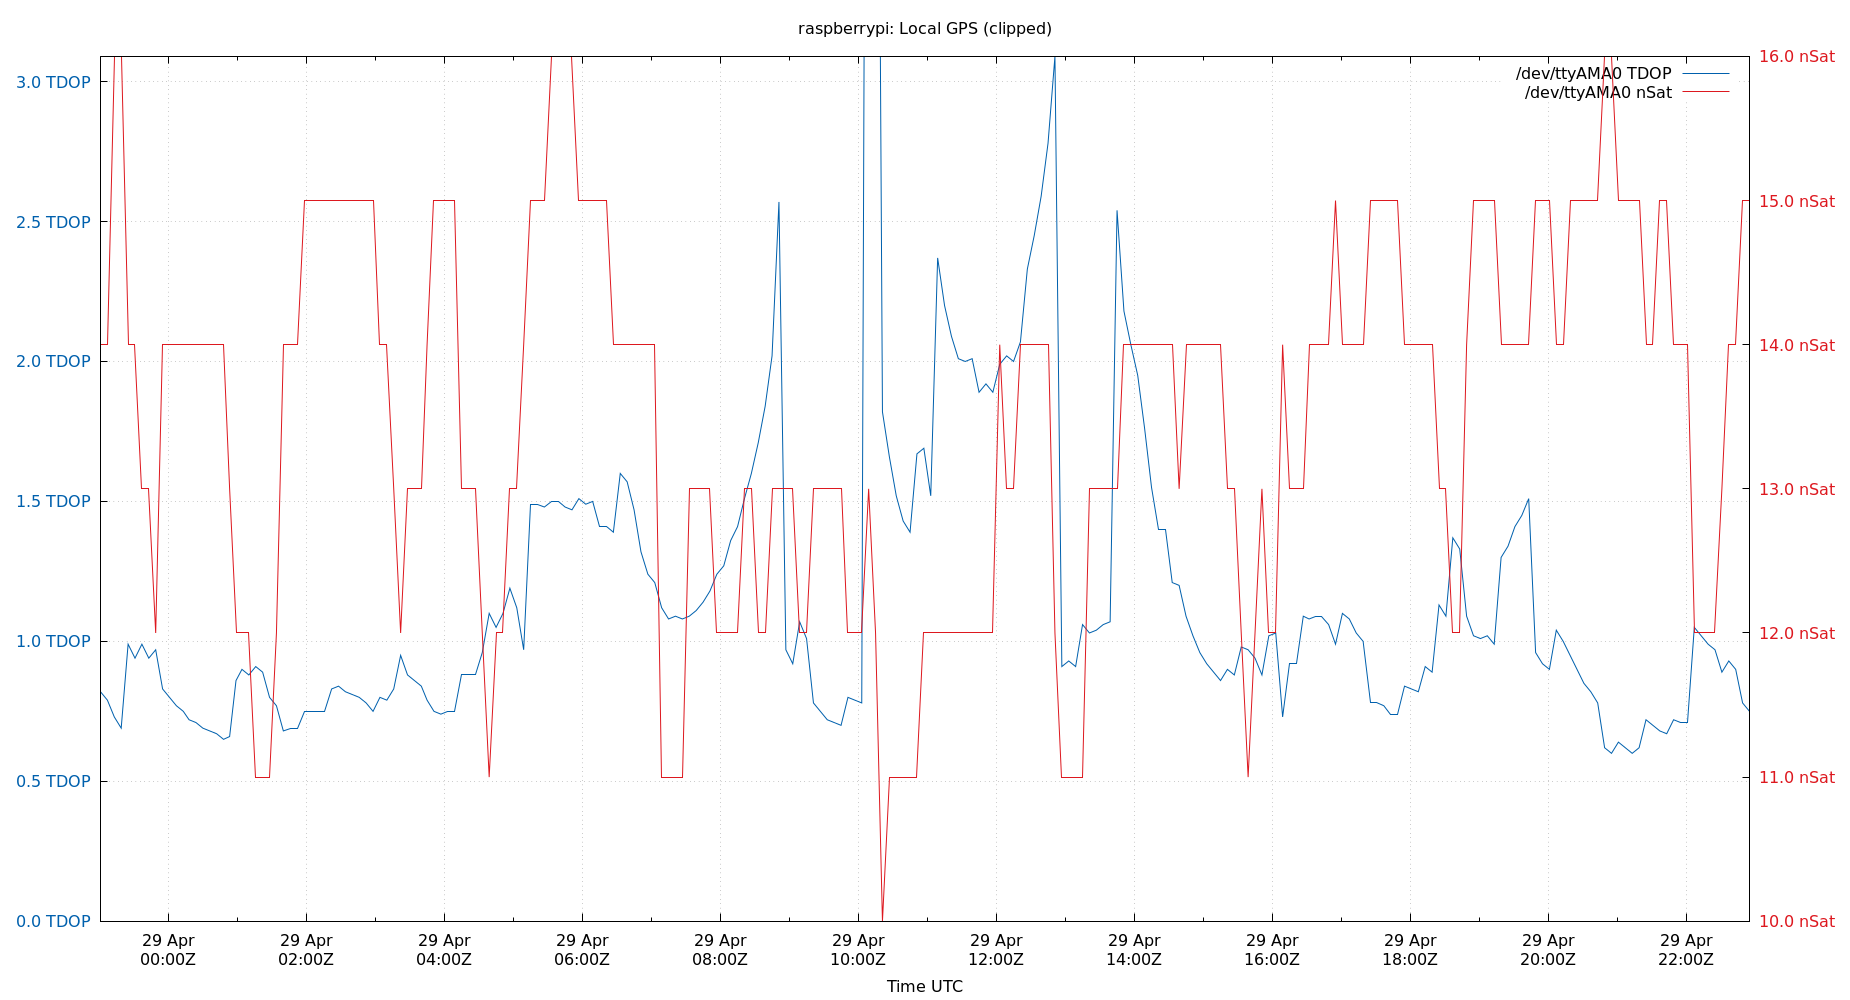 raspberrypi: Local GPS (clipped)
3.0 TDOP
2.5 TDOP
2.0 TDOP
1.5 TDOP
1.0 TDOP
0.5 TDOP
0.0 TDOP
/dev/ttyAMA0 TDOP
/dev/ttyAMA0 nSat
16.0 nSat
15.0 nSat
14.0 nSat
13.0 nSat
12.0 nSat
11.0 nSat
10.0 nSat
29 Apr 29 Apr 29 Apr 29 Apr 29 Apr 29 Apr 29 Apr 29 Apr 29 Apr 29 Apr 29 Apr 29 Apr
00:00Z 02:00Z 04:00Z 06:00Z 08:00Z 10:00Z 12:00Z 14:00Z 16:00Z 18:00Z 20:00Z 22:00Z
Time UTC